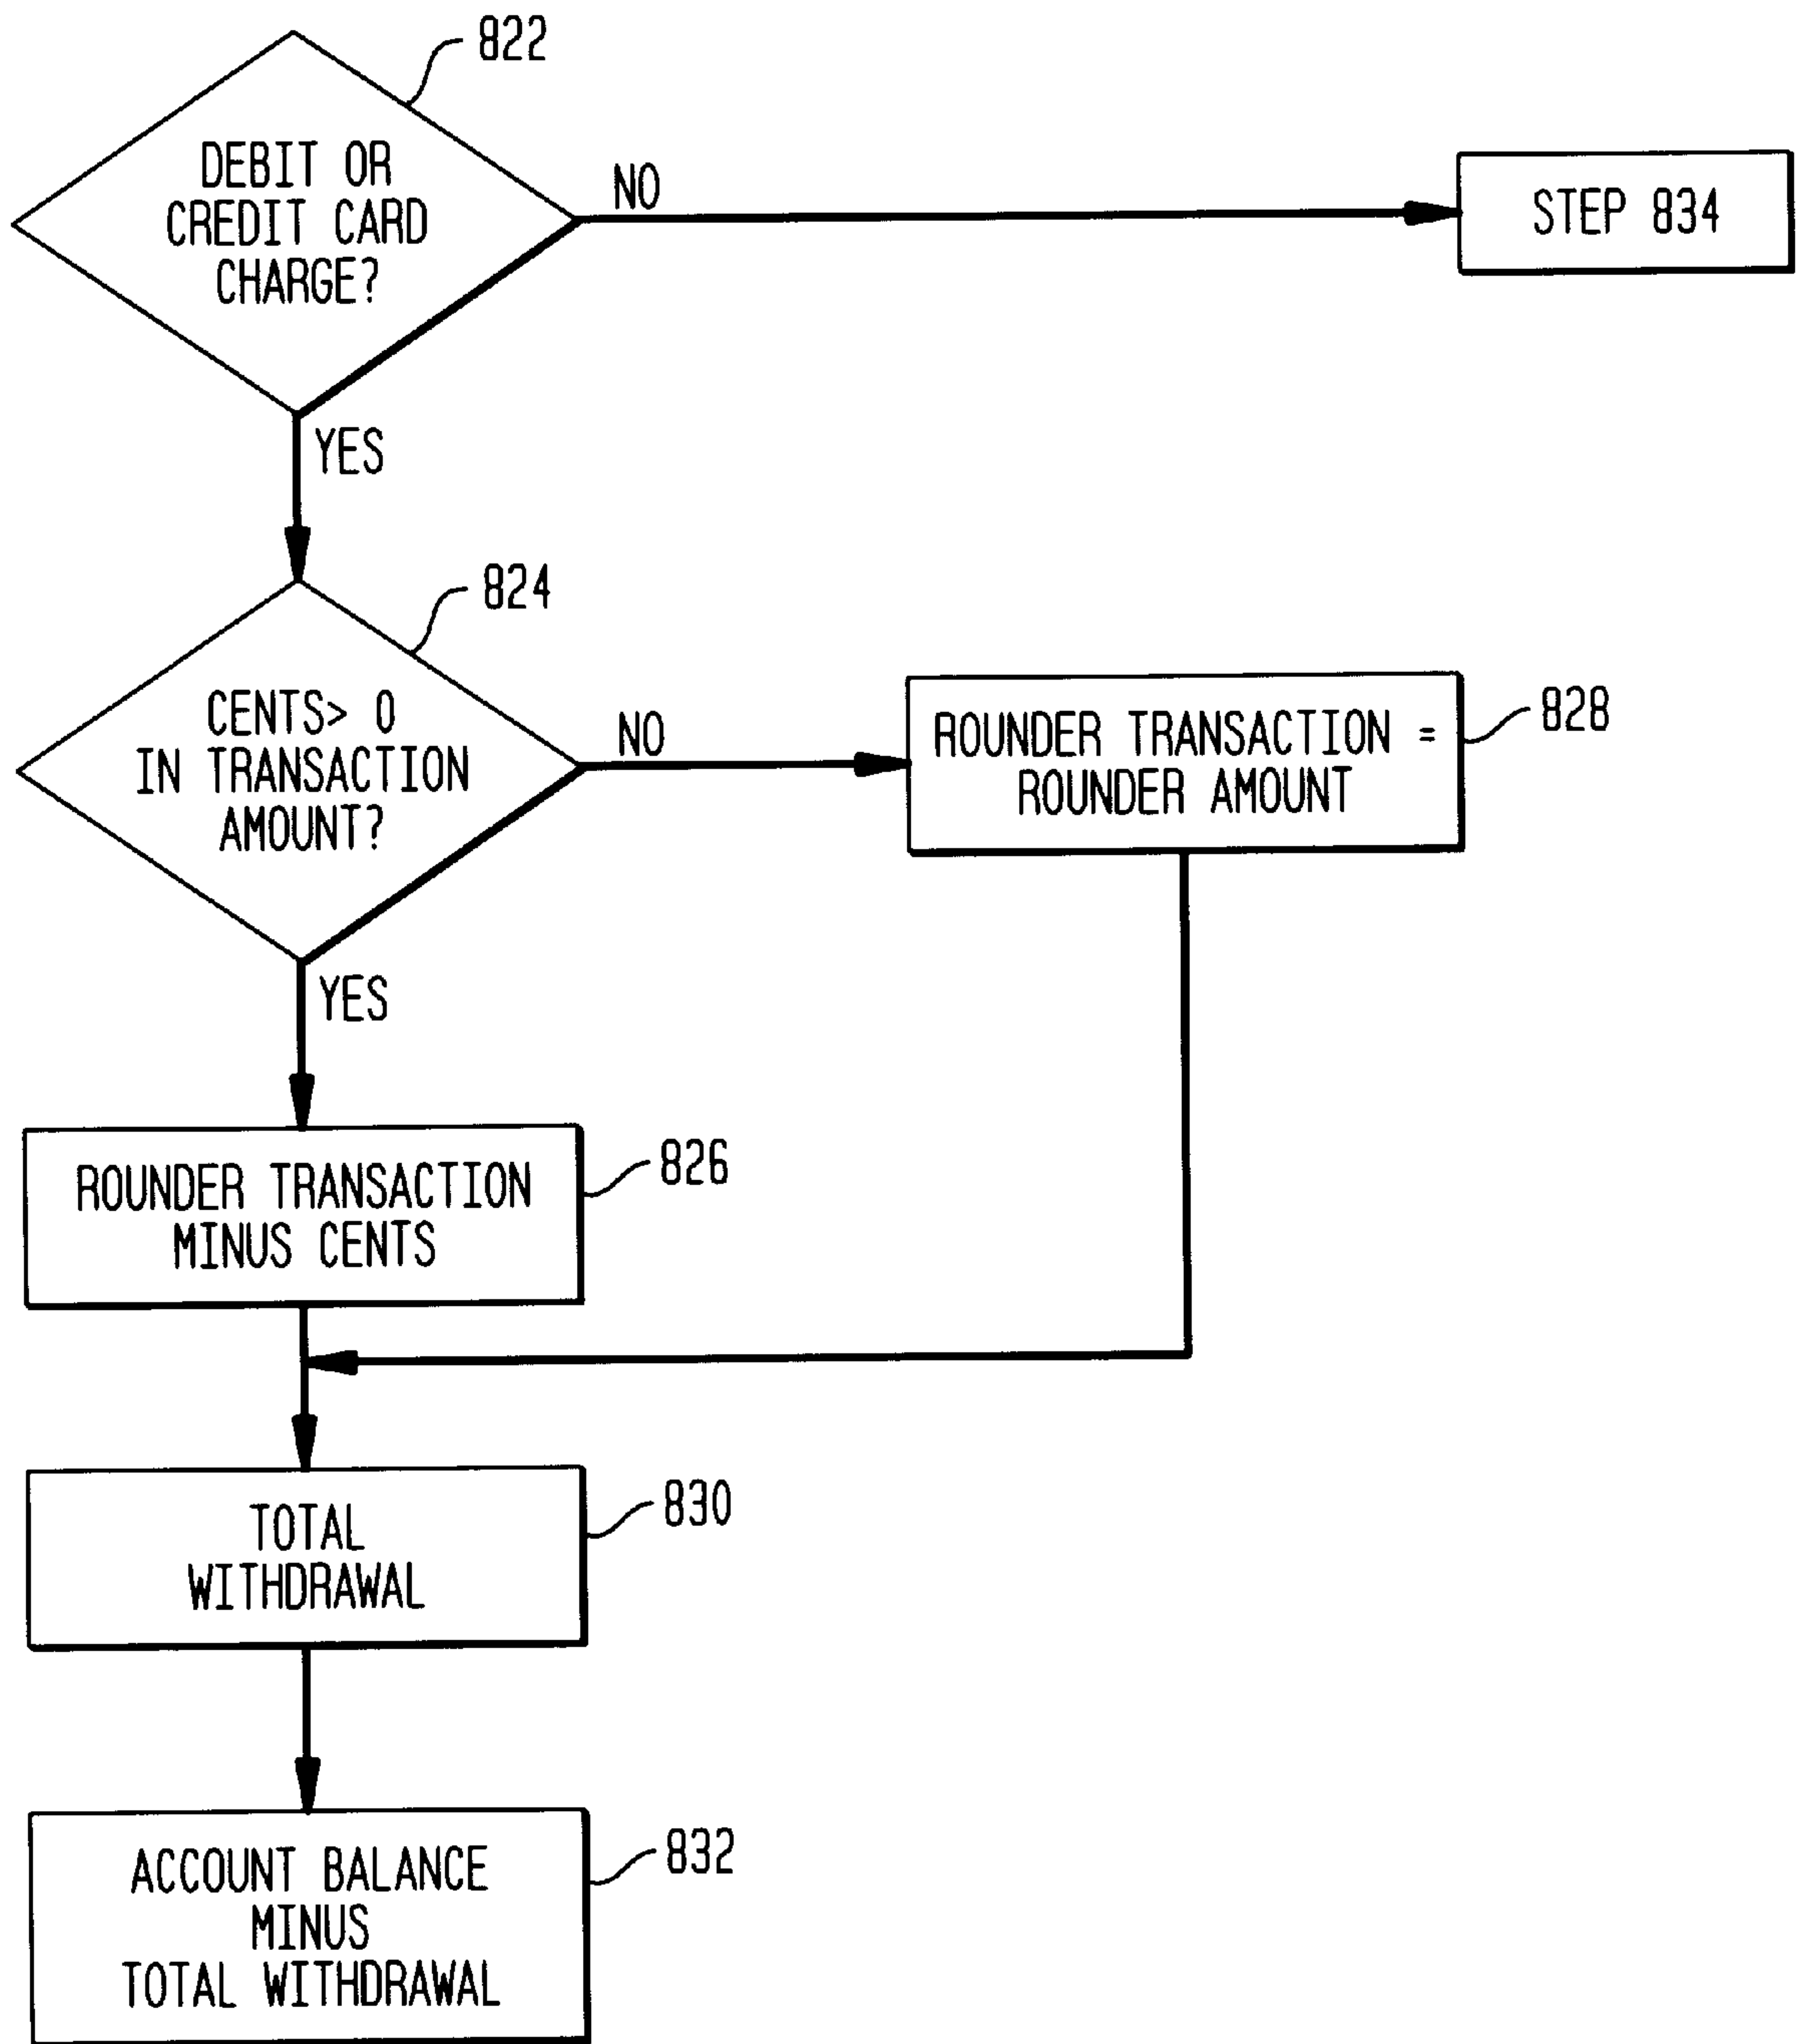 822
DEBIT OR
CREDIT CARD
CHARGE?
NO
STEP 834
YES
824
CENTS> 0
IN TRANSACTION
AMOUNT?
NO
ROUNDER TRANSACTION =
ROUNDER AMOUNT
828
YES
ROUNDER TRANSACTION
MINUS CENTS
826
TOTAL
WITHDRAWAL
830
ACCOUNT BALANCE
MINUS
TOTAL WITHDRAWAL
832